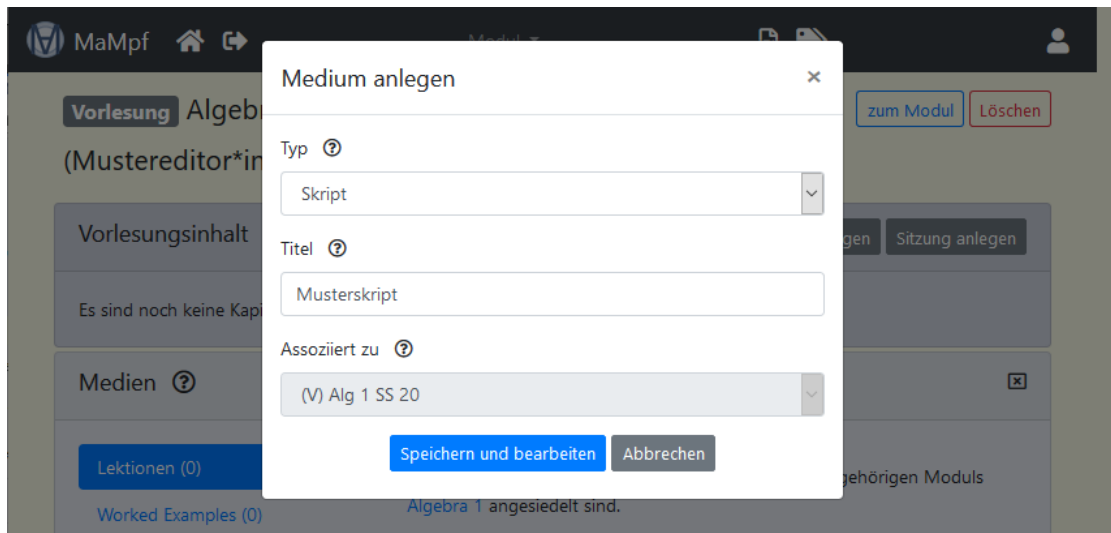 MaMpf
Modul
Medium anlegen ×
Vorlesung Algebr
zum Modul Löschen
(Mustereditor*in
Typ
Skript
Vorlesungsinhalt
gen Sitzung anlegen
Titel
Musterskript
Es sind noch keine Kapi
Assoziiert zu
Medien
(V) Alg 1 SS 20
Speichern und bearbeiten Abbrechen
Lektionen (0)
gehörigen Moduls
Worked Examples (0)
Algebra 1 angesiedelt sind.